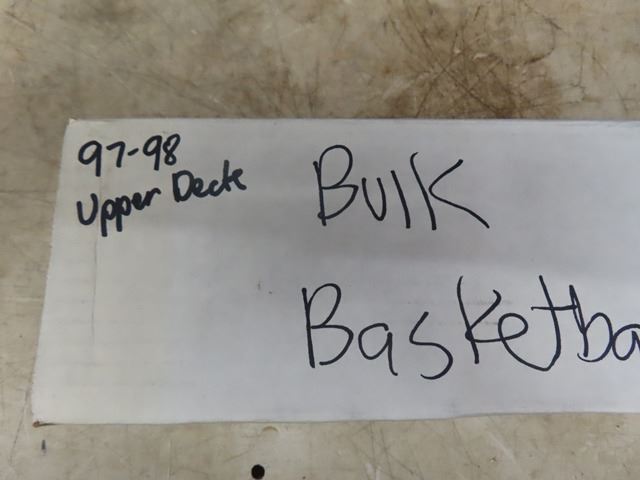 97-98
Upper Deck
Bulk
Basketba